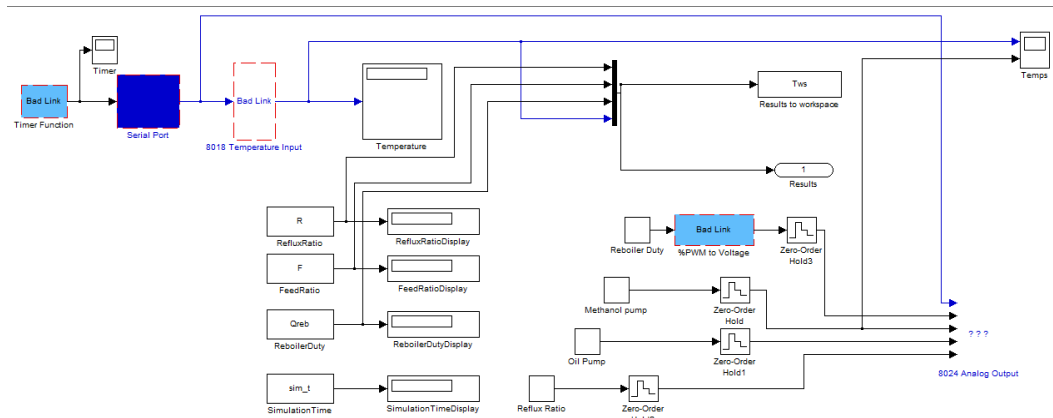 Timer
Temps
Bad Link
Timer Function
Serial Port
Bad Link
8018 Temperature Input
Temperature
Tws
Results to workspace
1
Results
R
RefluxRatio
RefluxRatioDisplay
F
FeedRatio
FeedRatioDisplay
Qreb
ReboilerDuty
ReboilerDutyDisplay
sim_t
SimulationTime
SimulationTimeDisplay
Reboiler Duty
Bad Link
%PWM to Voltage
Zero-Order
Hold3
Methanol pump
Zero-Order
Hold
Oil Pump
Zero-Order
Hold1
Reflux Ratio
Zero-Order
? ? ?
8024 Analog Output